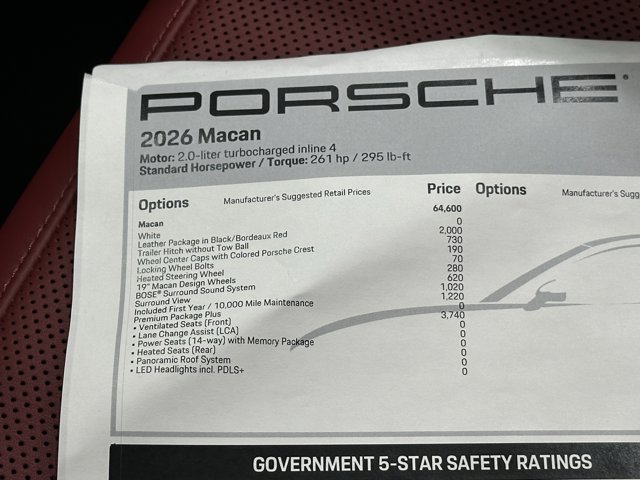 PORSCHE
2026 Macan
Motor: 2.0-liter turbocharged inline 4
Standard Horsepower / Torque: 261 hp / 295 lb-ft
Options Manufacturer's Suggested Retail Prices Price Options Manufacturer's Sugg
Macan 64,600
White 0
Leather Package in Black/Bordeaux Red 2,000
Trailer Hitch without Tow Ball 730
Wheel Center Caps with Colored Porsche Crest 190
Locking Wheel Bolts 70
Heated Steering Wheel 280
19" Macan Design Wheels 620
BOSE® Surround Sound System 1,020
Surround View 1,220
Included First Year / 10,000 Mile Maintenance 0
Premium Package Plus 3,740
• Ventilated Seats (Front) 0
• Lane Change Assist (LCA) 0
• Power Seats (14-way) with Memory Package 0
• Heated Seats (Rear) 0
• Panoramic Roof System 0
• LED Headlights incl. PDLS+ 0
GOVERNMENT 5-STAR SAFETY RATINGS